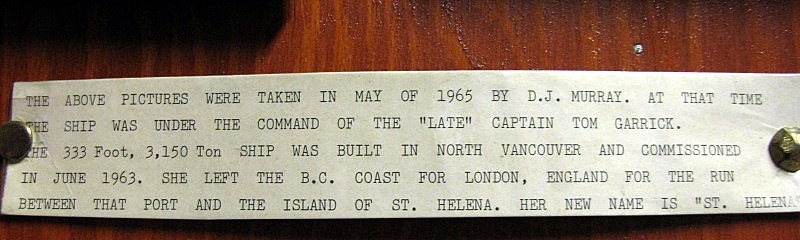 THE ABOVE PICTURES WERE TAKEN IN MAY OF 1965 BY D.J. MURRAY. AT THAT TIME
THE SHIP WAS UNDER THE COMMAND OF THE "LATE" CAPTAIN TOM GARRICK.
THE 333 Foot, 3,150 Ton SHIP WAS BUILT IN NORTH VANCOUVER AND COMMISSIONED
IN JUNE 1963. SHE LEFT THE B.C. COAST FOR LONDON, ENGLAND FOR THE RUN
BETWEEN THAT PORT AND THE ISLAND OF ST. HELENA. HER NEW NAME IS "ST. HELENA"